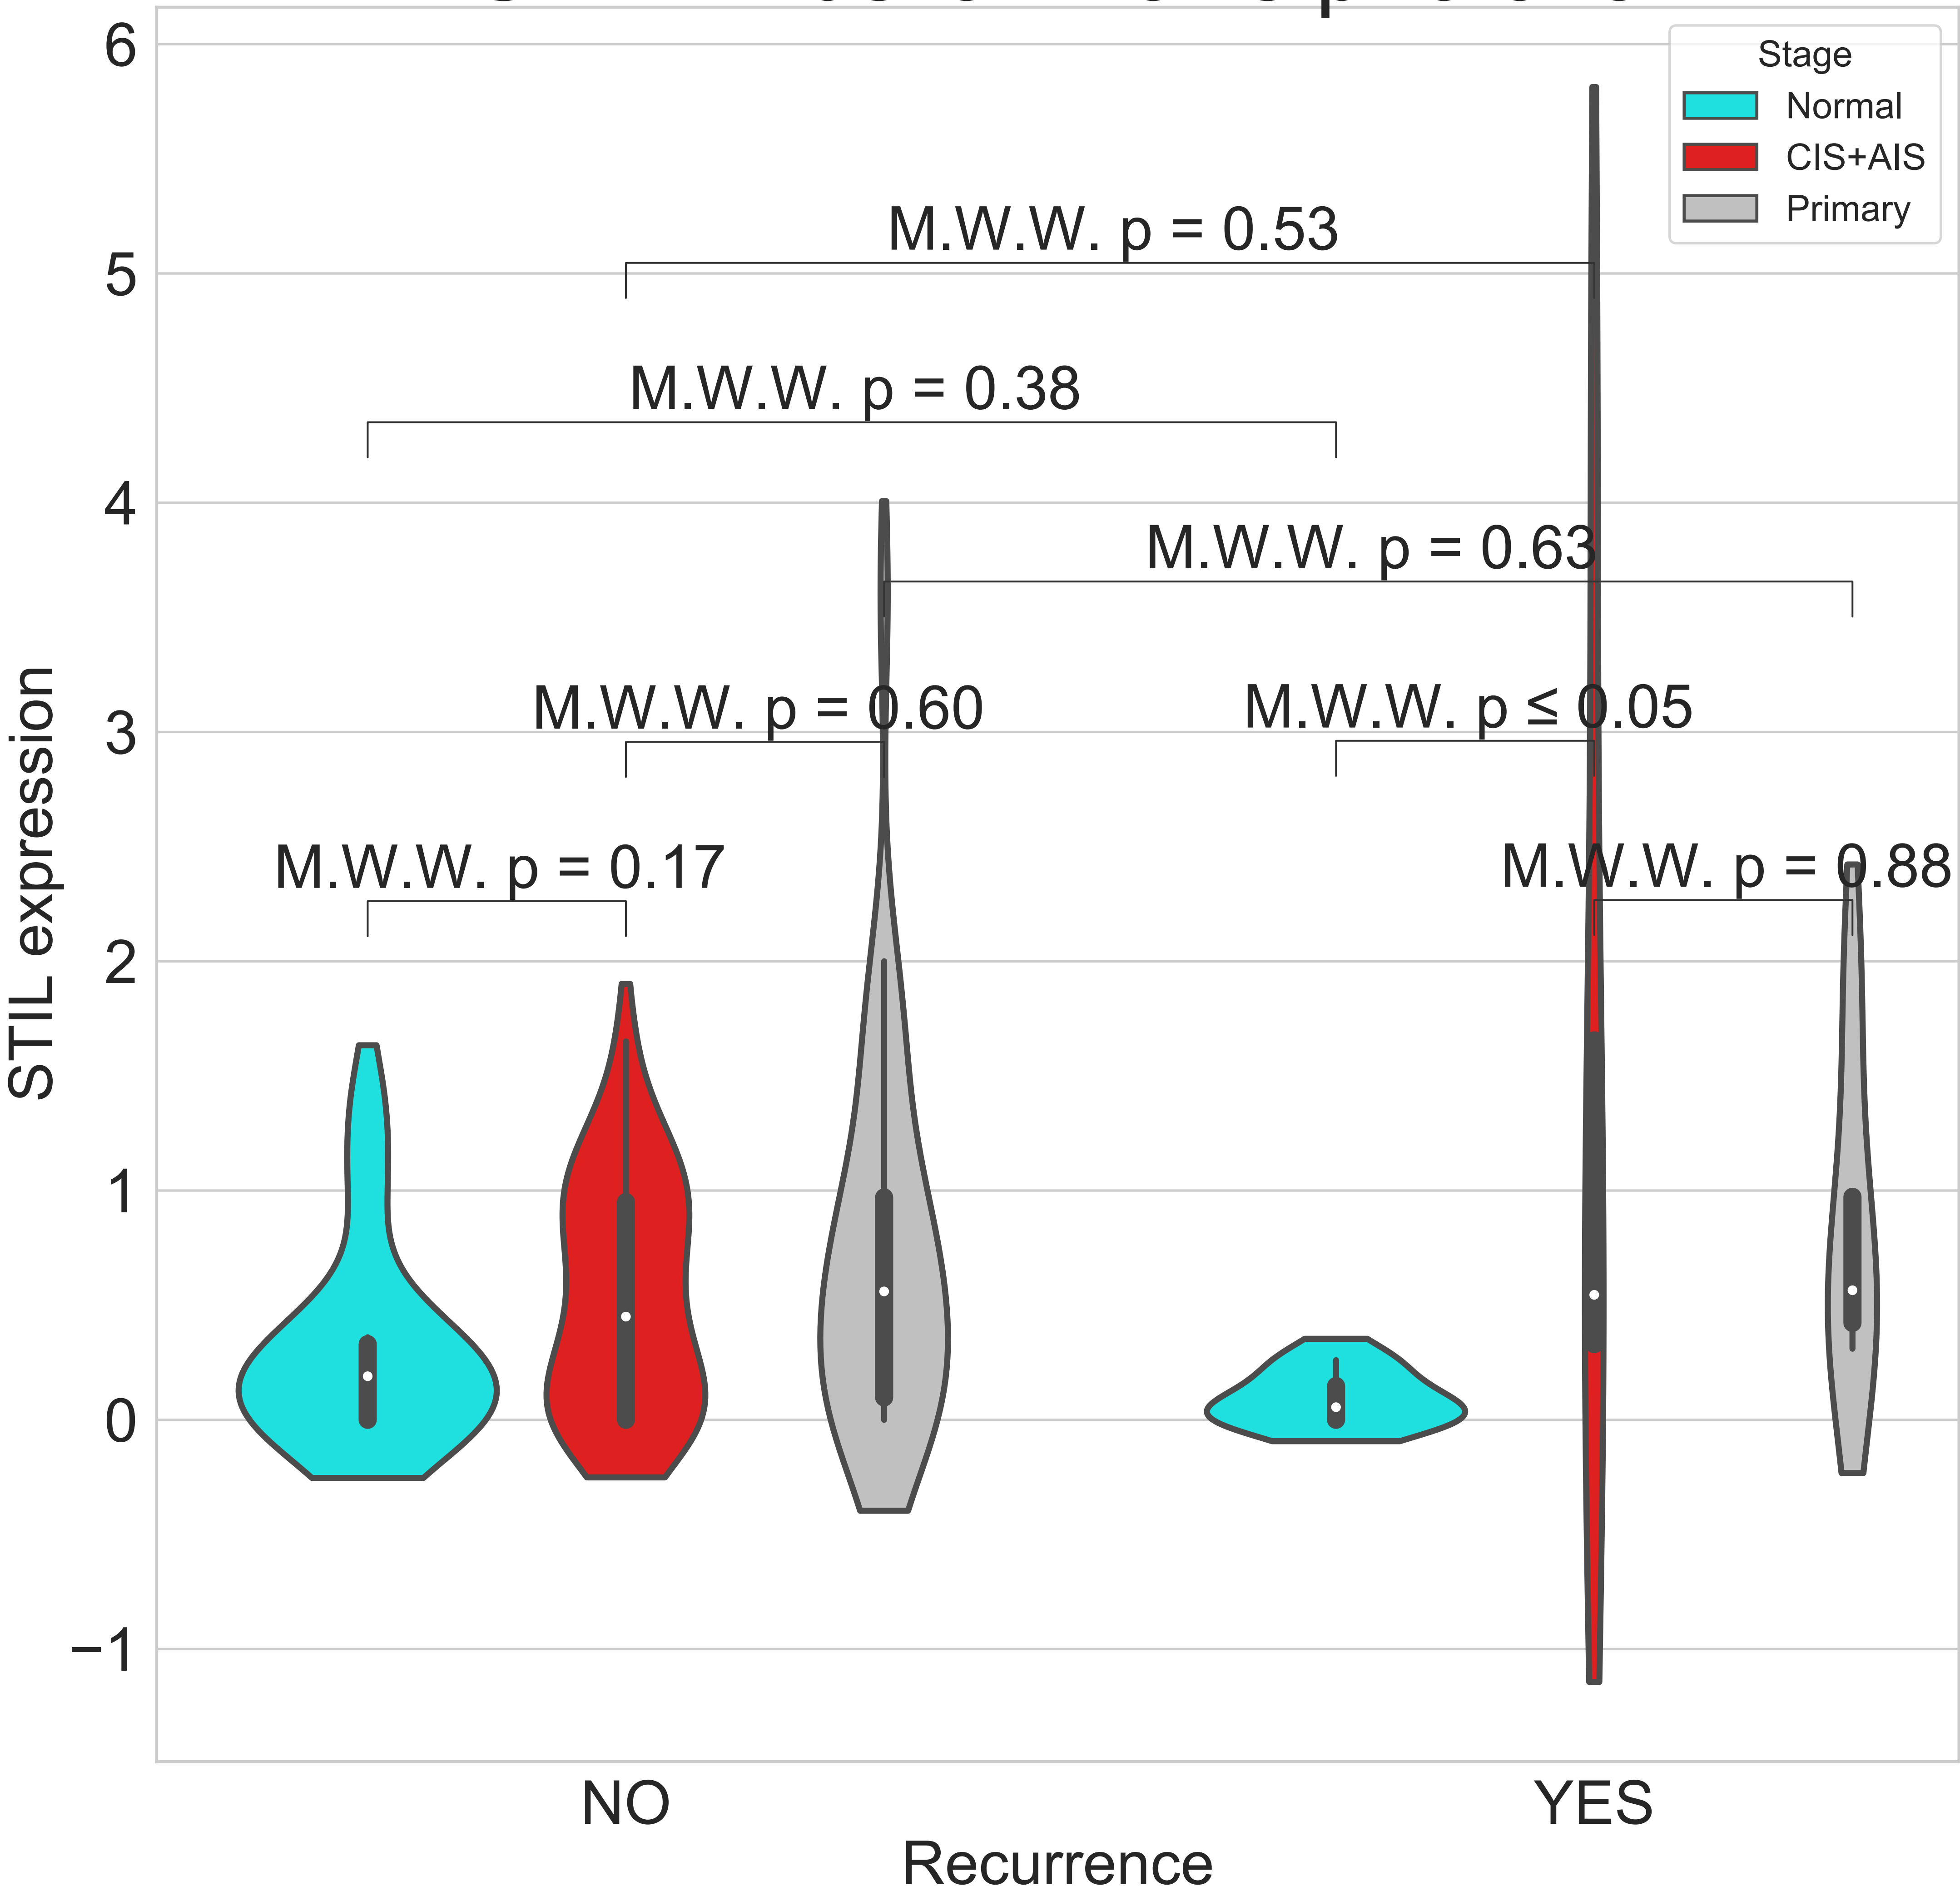 Stage
Normal
CIS+AIS
Primary
6
5
4
3
2
1
0
−1
STIL expression
M.W.W. p = 0.53
M.W.W. p = 0.38
M.W.W. p = 0.63
M.W.W. p = 0.60
M.W.W. p ≤ 0.05
M.W.W. p = 0.17
M.W.W. p = 0.88
NO
YES
Recurrence